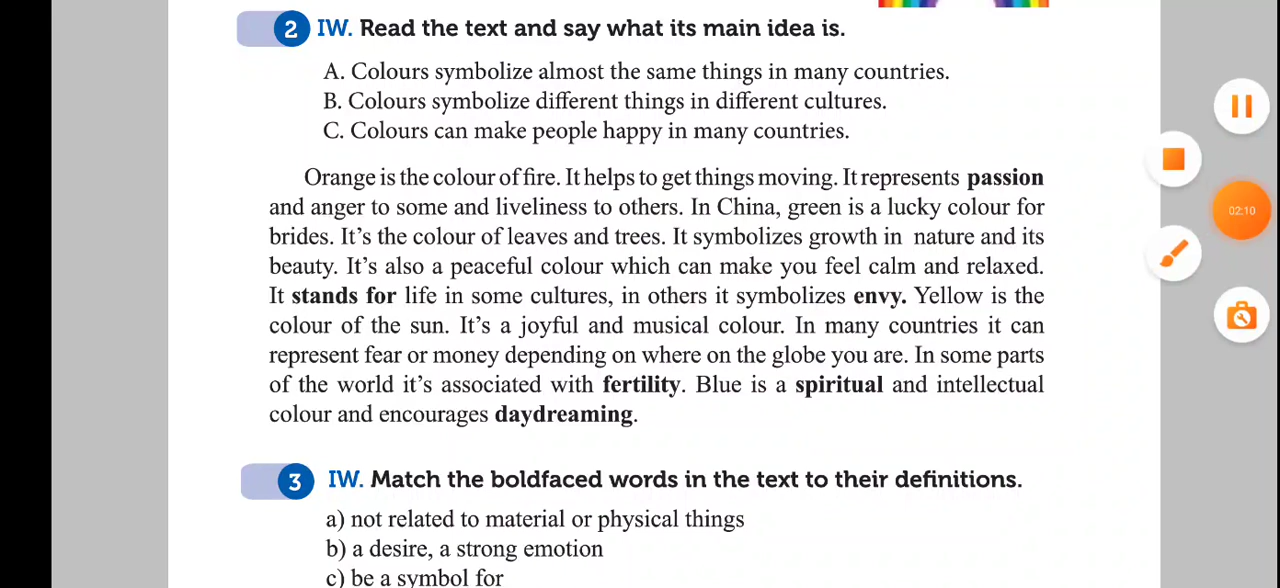 2 IW. Read the text and say what its main idea is.
A. Colours symbolize almost the same things in many countries.
B. Colours symbolize different things in different cultures.
C. Colours can make people happy in many countries.
Orange is the colour of fire. It helps to get things moving. It represents passion
and anger to some and liveliness to others. In China, green is a lucky colour for
brides. It's the colour of leaves and trees. It symbolizes growth in nature and its
beauty. It's also a peaceful colour which can make you feel calm and relaxed.
It stands for life in some cultures, in others it symbolizes envy. Yellow is the
colour of the sun. It's a joyful and musical colour. In many countries it can
represent fear or money depending on where on the globe you are. In some parts
of the world it's associated with fertility. Blue is a spiritual and intellectual
colour and encourages daydreaming.
3 IW. Match the boldfaced words in the text to their definitions.
a) not related to material or physical things
b) a desire, a strong emotion
c) be a symbol for
02:10